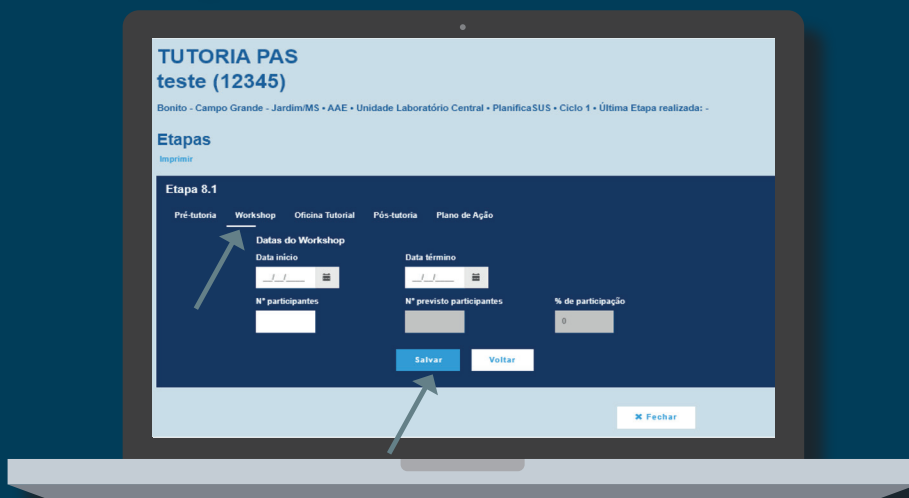 TUTORIA PAS
teste (12345)
Bonito - Campo Grande - Jardim/MS • AAE • Unidade Laboratório Central • PlanificaSUS • Ciclo 1 • Última Etapa realizada: -
Etapas
Imprimir
Etapa 8.1
Pré-tutoria Workshop Oficina Tutorial Pós-tutoria Plano de Ação
Datas do Workshop
Data início Data término
__/__/____ __/__/____
N° participantes N° previsto participantes % de participação
0
Salvar Voltar
✖ Fechar